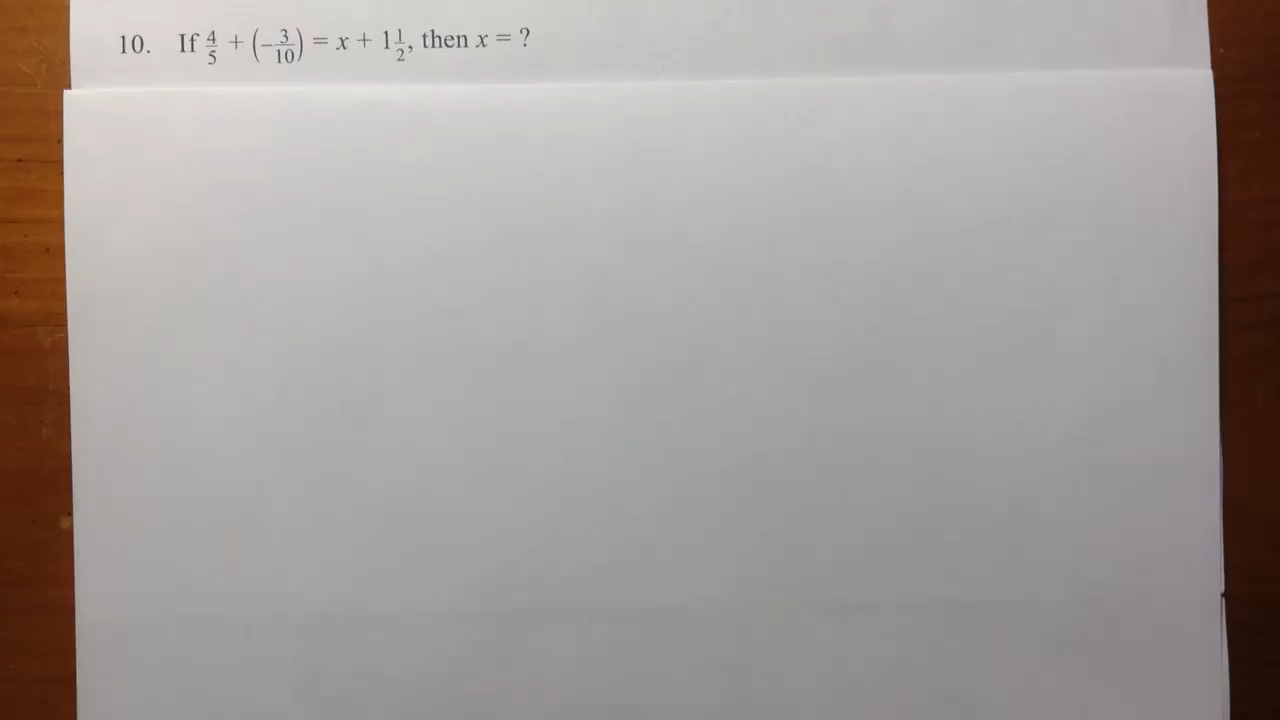 10. If 4/5 + (−3/10) = x + 1 1/2, then x = ?